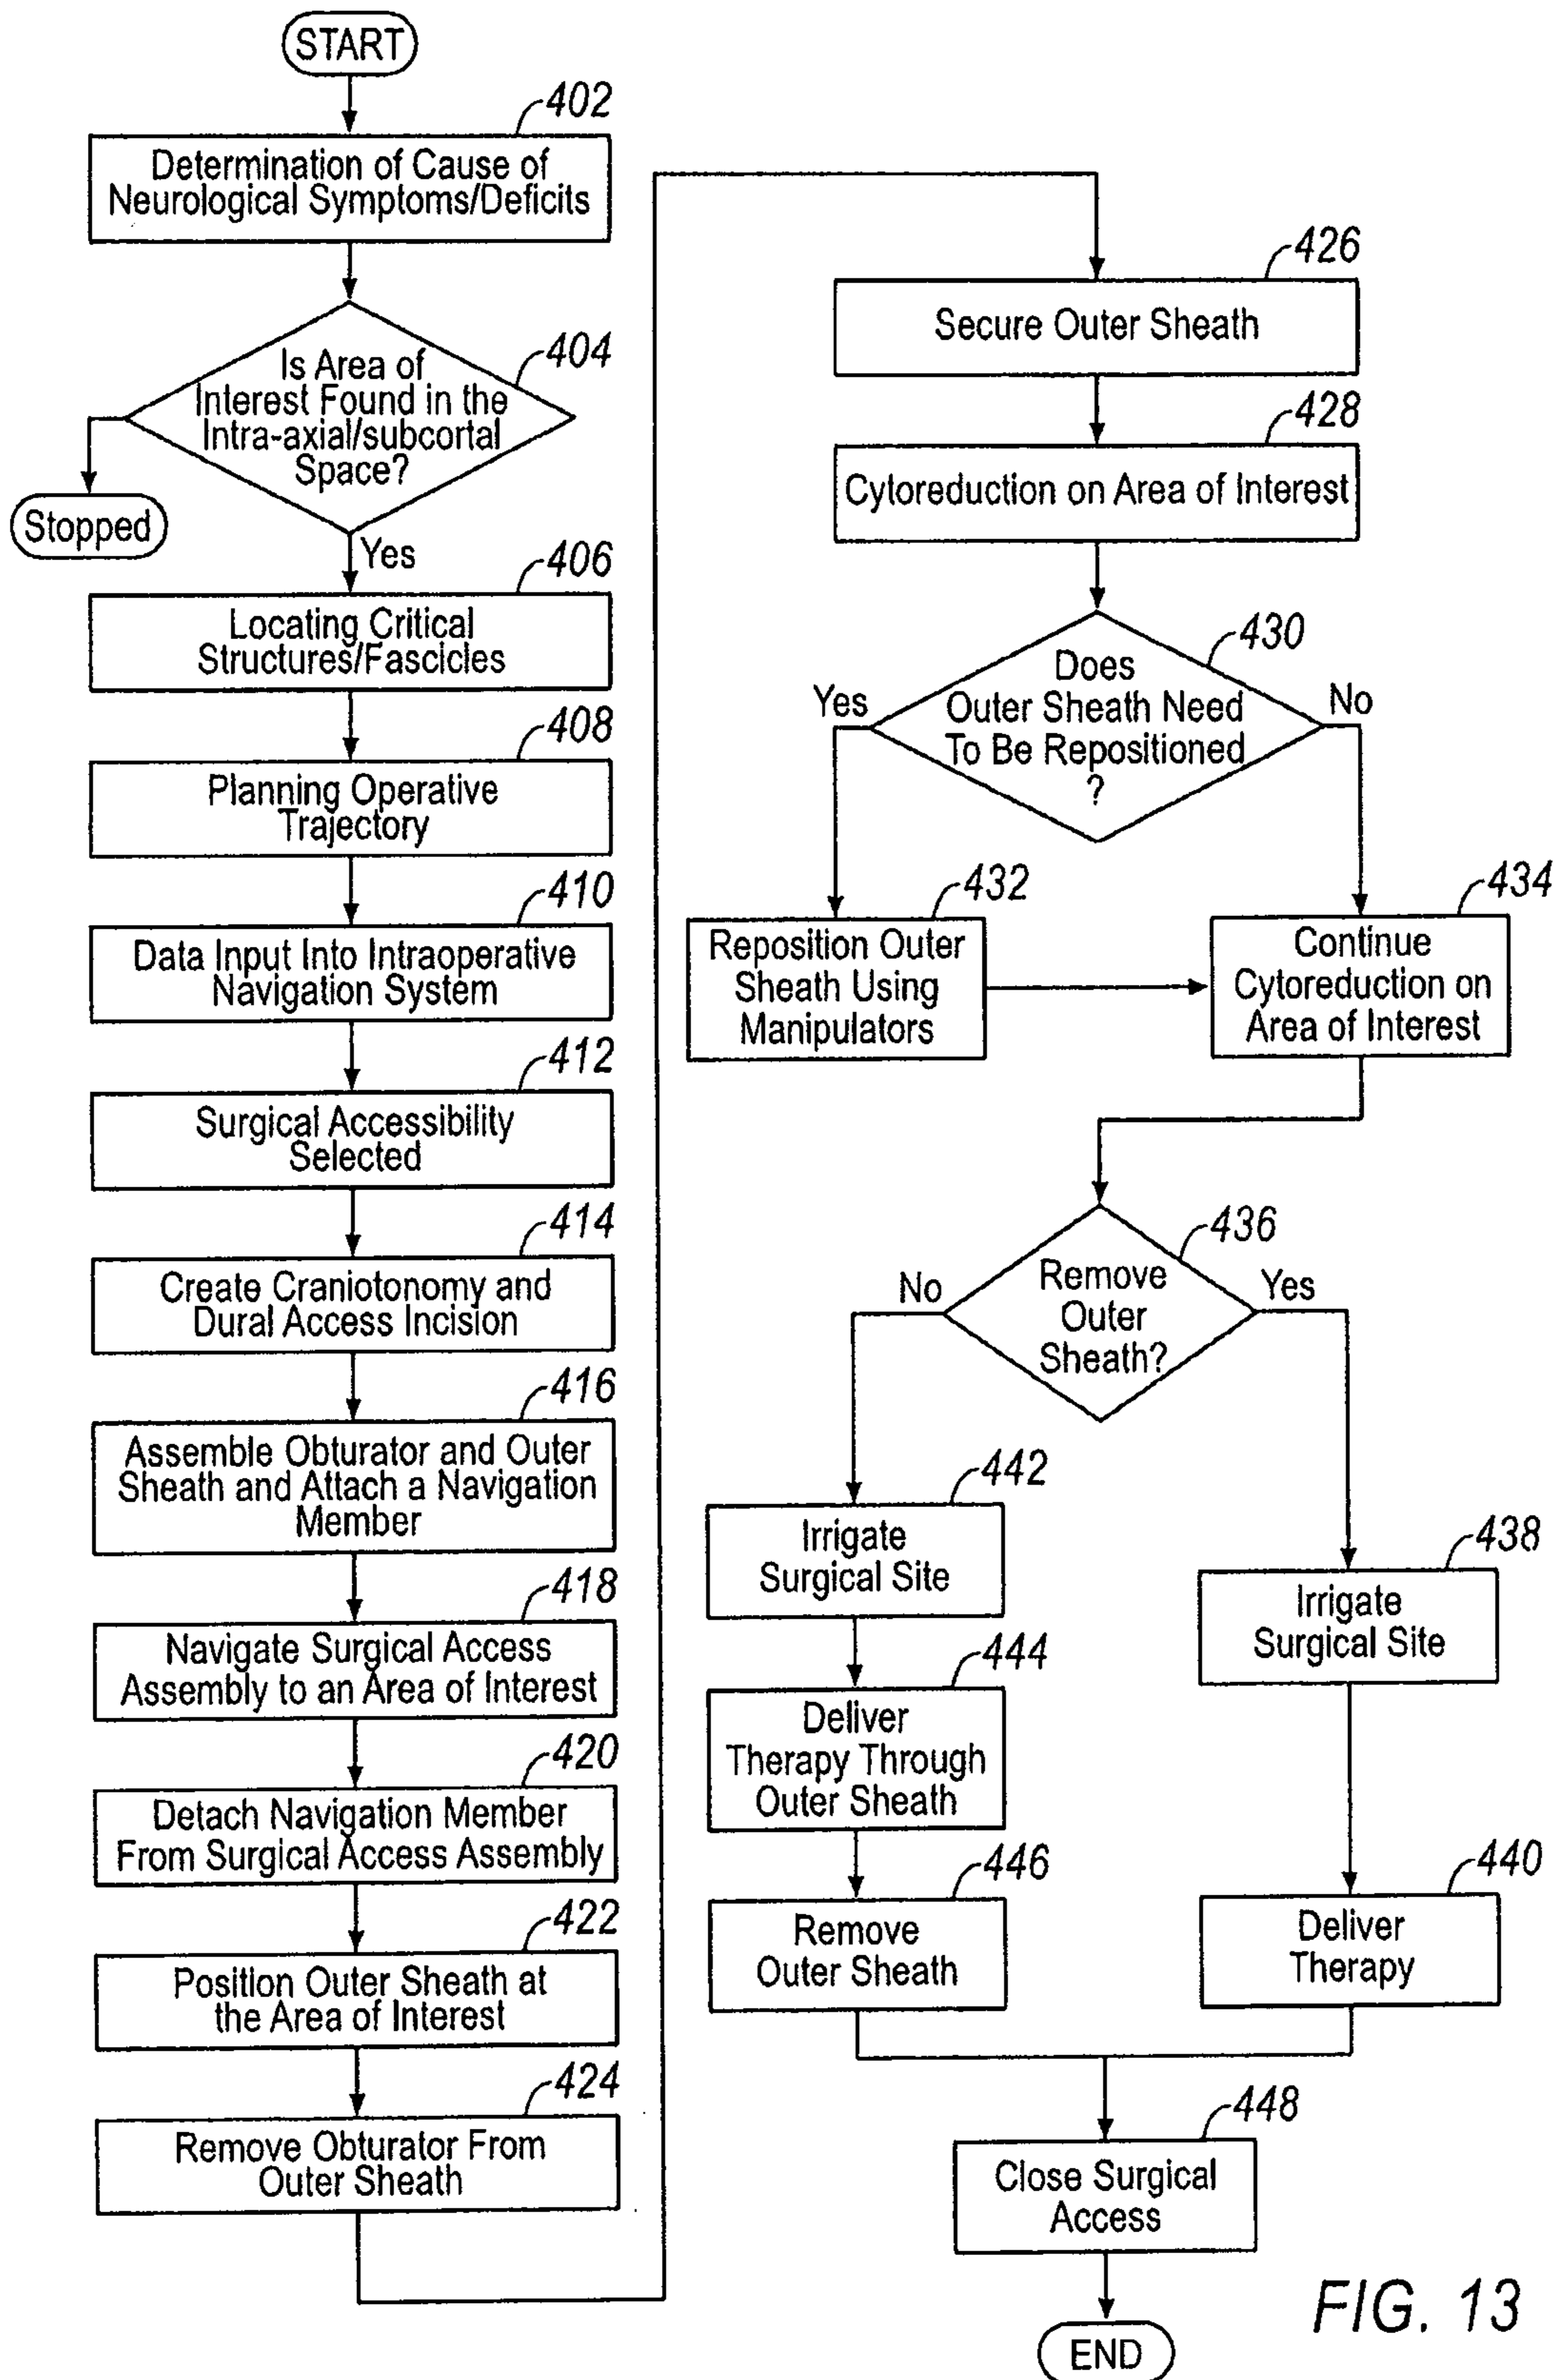 START
402
Determination of Cause of
Neurological Symptoms/Deficits
404
Is Area of
Interest Found in the
Intra-axial/subcortal
Space?
Stopped
Yes
406
Locating Critical
Structures/Fascicles
408
Planning Operative
Trajectory
410
Data Input Into Intraoperative
Navigation System
412
Surgical Accessibility
Selected
414
Create Craniotonomy and
Dural Access Incision
416
Assemble Obturator and Outer
Sheath and Attach a Navigation
Member
418
Navigate Surgical Access
Assembly to an Area of Interest
420
Detach Navigation Member
From Surgical Access Assembly
422
Position Outer Sheath at
the Area of Interest
424
Remove Obturator From
Outer Sheath
426
Secure Outer Sheath
428
Cytoreduction on Area of Interest
430
Does
Outer Sheath Need
To Be Repositioned
?
Yes
No
432
Reposition Outer
Sheath Using
Manipulators
434
Continue
Cytoreduction on
Area of Interest
436
Remove
Outer
Sheath?
No
Yes
442
Irrigate
Surgical Site
444
Deliver
Therapy Through
Outer Sheath
446
Remove
Outer Sheath
438
Irrigate
Surgical Site
440
Deliver
Therapy
448
Close Surgical
Access
END
FIG. 13